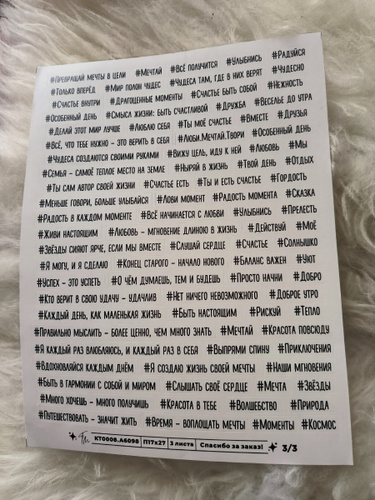 #Превращай мечты в цели #Мечтай #Всё получится #Улыбнись #Радуйся
#Только вперёд #Мир полон чудес #Чудеса там, где в них верят #Чудесно
#Счастье внутри #Драгоценные моменты #Счастье быть собой #Нежность
#Особенный день #Смысл жизни: быть счастливой #Дружба #Веселье до утра
#Делай этот мир лучше #Люблю себя #Ты моё счастье #Вместе #Друзья
#Всё, что тебе нужно - это верить в себя #Люби.Мечтай.Твори #Особенный день
#Чудеса создаются своими руками #Вижу цель, иду к ней #Любовь #Мы
#Семья - самое теплое место на земле #Ныряй в жизнь #Твой день #Отдых
#Ты сам автор своей жизни #Счастье есть #Ты и есть счастье #Гордость
#Меньше говори, больше улыбайся #Лови момент #Радость момента #Сказка
#Радость в каждом моменте #Всё начинается с любви #Улыбнись #Прелесть
#Живи настоящим #Любовь - мгновение длиною в жизнь #Действуй #Моё
#Звёзды сияют ярче, если мы вместе #Слушай сердце #Счастье #Солнышко
#Я могу, и я сделаю #Конец старого - начало нового #Баланс важен #Уют
#Успех - это успеть #О чём думаешь, тем и будешь #Просто начни #Добро
#Кто верит в свою удачу - удачлив #Нет ничего невозможного #Доброе утро
#Каждый день, как маленькая жизнь #Быть настоящим #Рискуй #Тепло
#Правильно мыслить - более ценно, чем много знать #Мечтай #Красота повсюду
#Я каждый раз влюбляюсь, и каждый раз в себя #Выпрями спину #Приключения
#Вдохновляйся каждым днём #Я создаю жизнь своей мечты #Наши мгновения
#Быть в гармонии с собой и миром #Слышать своё сердце #Мечта #Звёзды
#Много хочешь - много получишь #Красота в тебе #Волшебство #Природа
#Путешествовать - значит жить #Время - воплощать мечты #Моменты #Космос
КТ0008.А6098 П17х27 3 листа Спасибо за заказ! 3/3